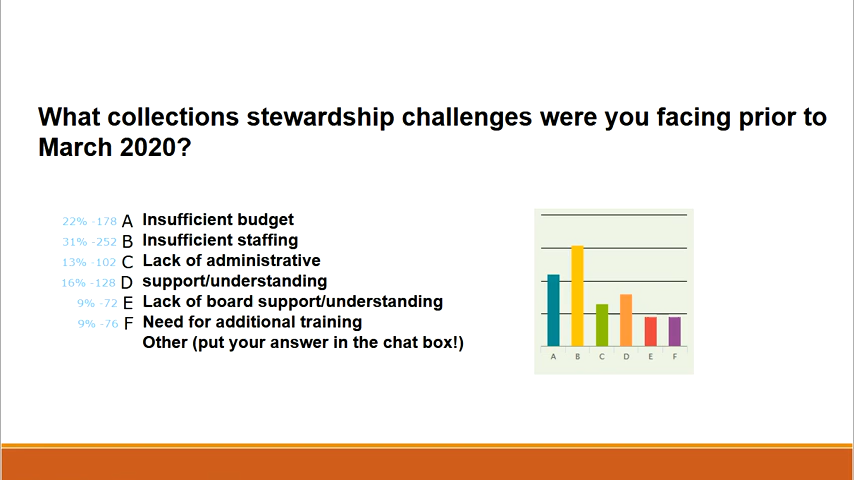 What collections stewardship challenges were you facing prior to
March 2020?
22% -178 A Insufficient budget
31% -252 B Insufficient staffing
13% -102 C Lack of administrative
16% -128 D support/understanding
9% -72 E Lack of board support/understanding
9% -76 F Need for additional training
Other (put your answer in the chat box!)
A B C D E F